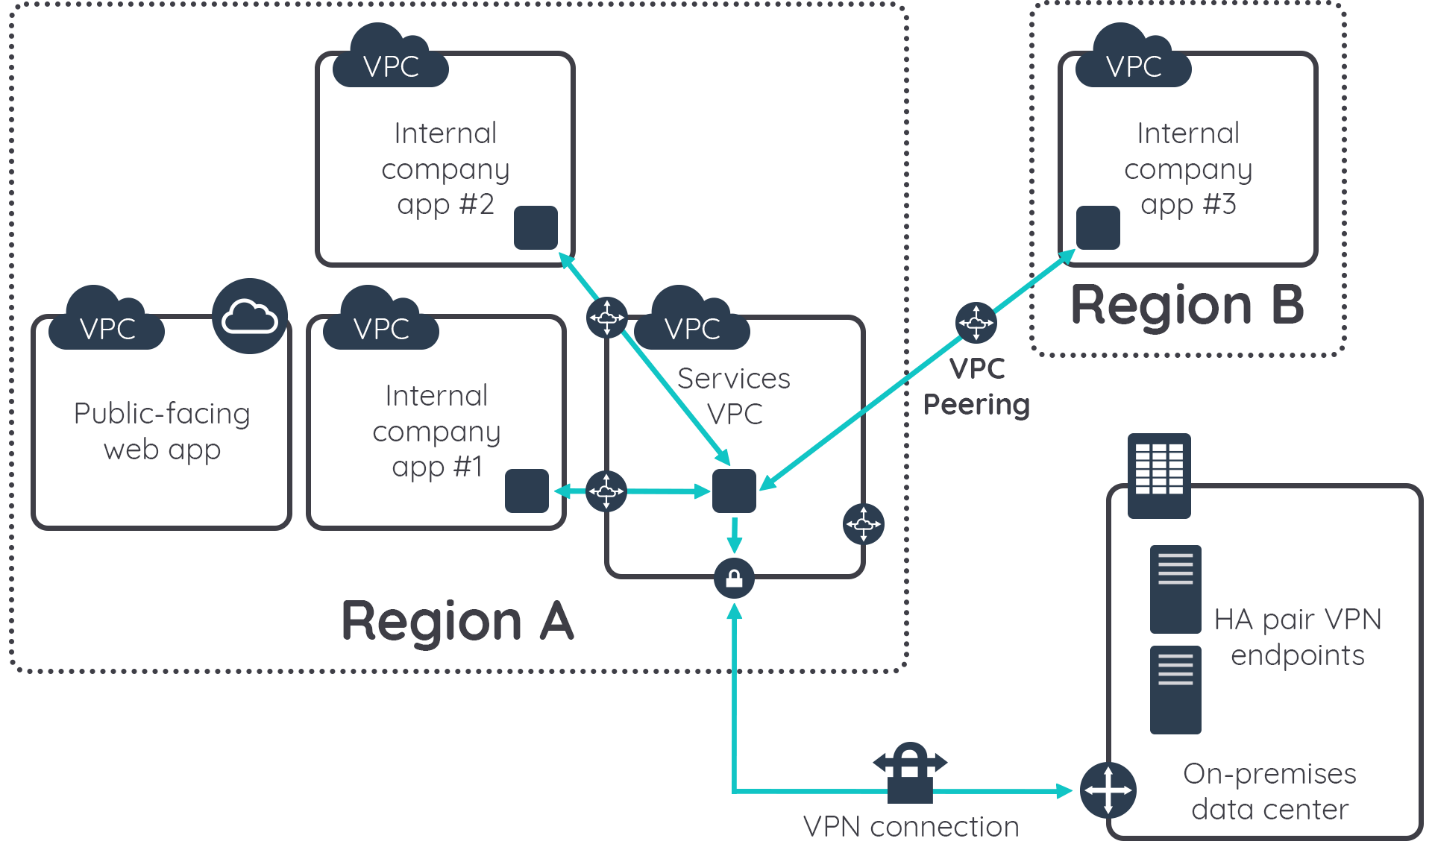 VPC
Internal
company
app #2
VPC
Internal
company
app #3
Region B
VPC
Public-facing
web app
VPC
Internal
company
app #1
VPC
Services
VPC
VPC
Peering
Region A
HA pair VPN
endpoints
On-premises
data center
VPN connection